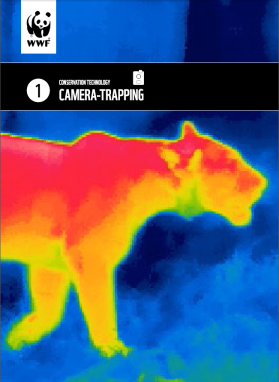 WWF
1
CONSERVATION TECHNOLOGY
CAMERA-TRAPPING